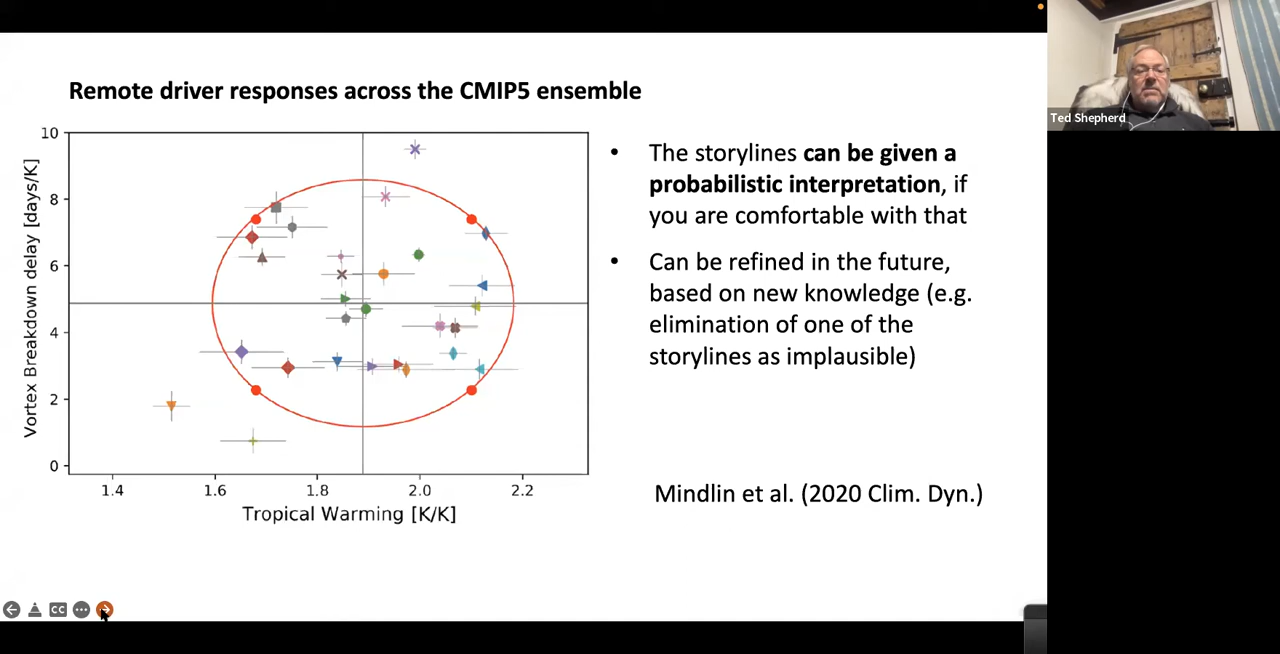 Remote driver responses across the CMIP5 ensemble
Ted Shepherd
10
8
6
4
2
0
Vortex Breakdown delay [days/K]
1.4 1.6 1.8 2.0 2.2
Tropical Warming [K/K]
• The storylines can be given a
probabilistic interpretation, if
you are comfortable with that
• Can be refined in the future,
based on new knowledge (e.g.
elimination of one of the
storylines as implausible)
Mindlin et al. (2020 Clim. Dyn.)
CC